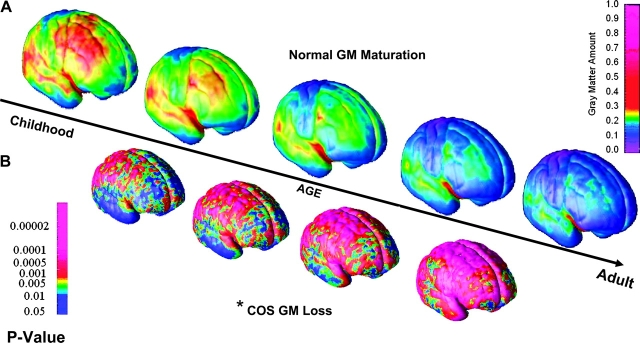 A
Normal GM Maturation
Gray Matter Amount
1.0
0.9
0.8
0.7
0.6
0.5
0.4
0.3
0.2
0.1
0.0
Childhood
AGE
Adult
B
0.00002
0.0001
0.0005
0.001
0.005
0.01
0.05
P-Value
* COS GM Loss